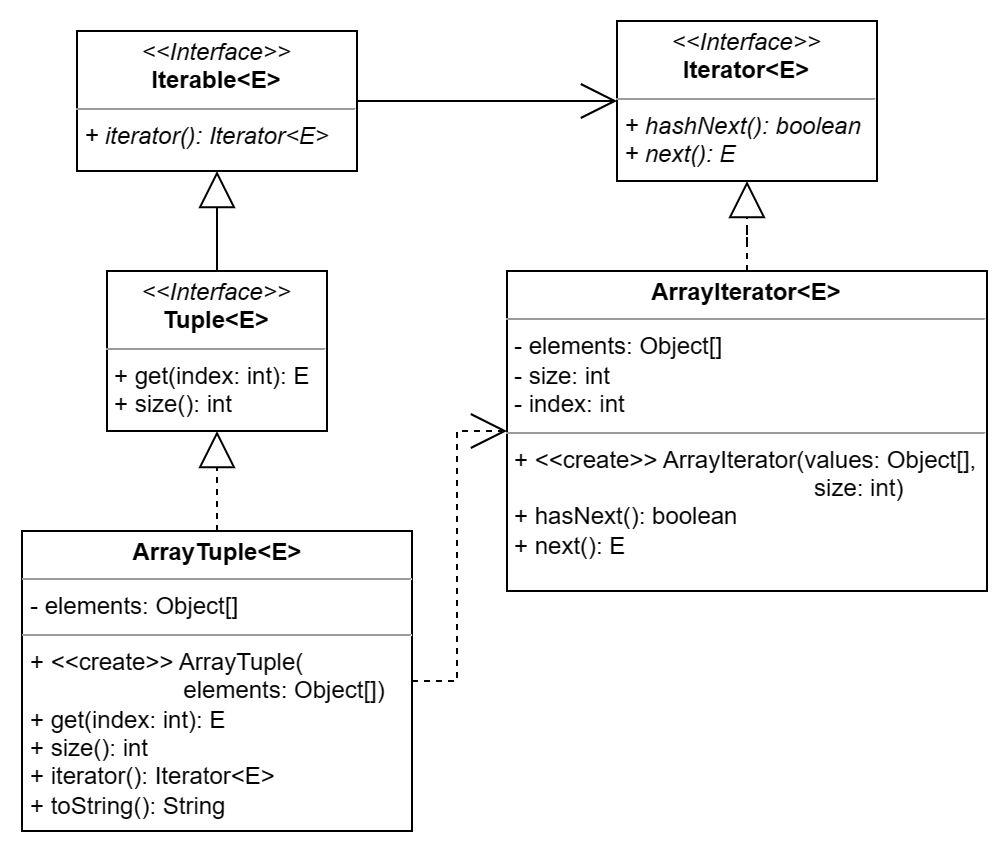 <<Interface>>
Iterable<E>
+ iterator(): Iterator<E>
<<Interface>>
Iterator<E>
+ hashNext(): boolean
+ next(): E
<<Interface>>
Tuple<E>
+ get(index: int): E
+ size(): int
ArrayIterator<E>
- elements: Object[]
- size: int
- index: int
+ <<create>> ArrayIterator(values: Object[],
size: int)
+ hasNext(): boolean
+ next(): E
ArrayTuple<E>
- elements: Object[]
+ <<create>> ArrayTuple(
elements: Object[])
+ get(index: int): E
+ size(): int
+ iterator(): Iterator<E>
+ toString(): String